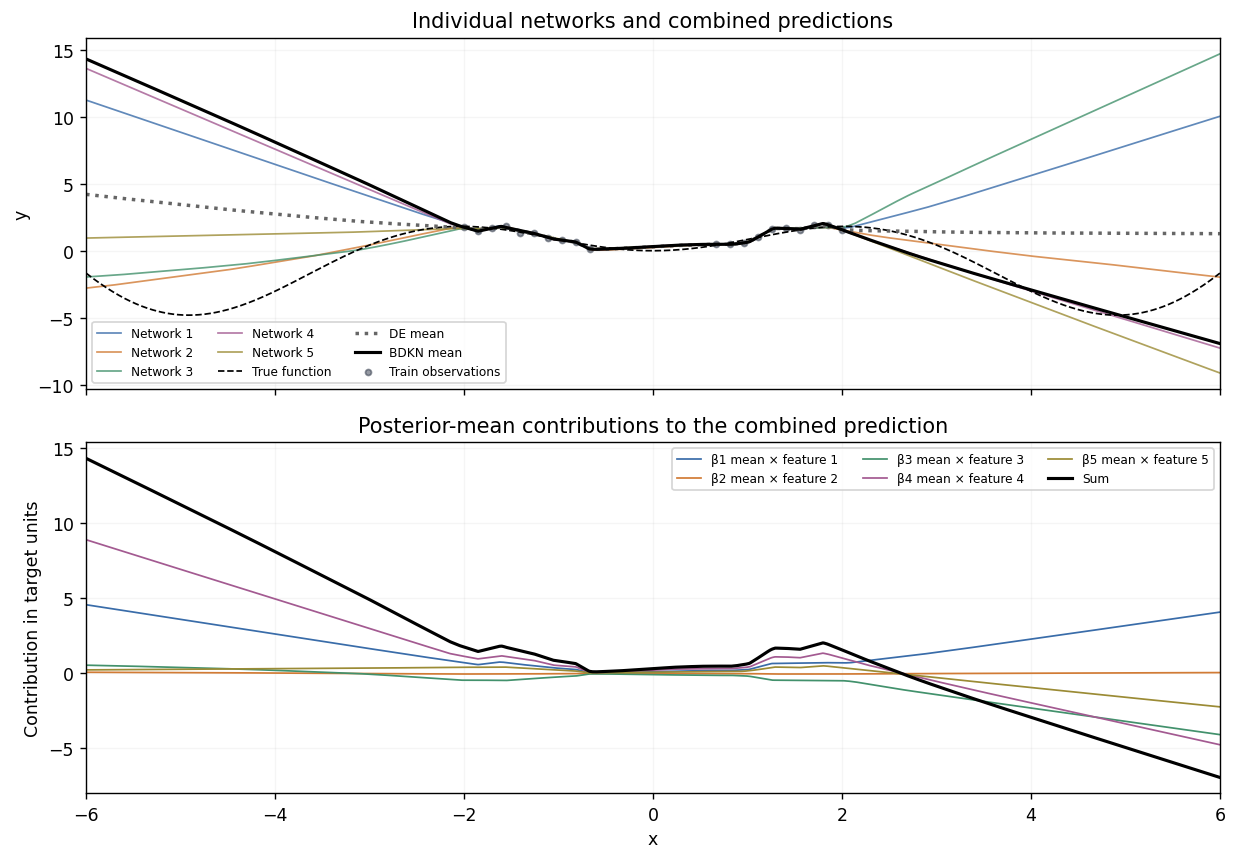 Individual networks and combined predictions
15
10
5
0
−5
−10
y
Network 1
Network 2
Network 3
Network 4
Network 5
True function
DE mean
BDKN mean
Train observations
Posterior-mean contributions to the combined prediction
15
10
5
0
−5
Contribution in target units
β1 mean × feature 1
β2 mean × feature 2
β3 mean × feature 3
β4 mean × feature 4
β5 mean × feature 5
Sum
−6 −4 −2 0 2 4 6
x